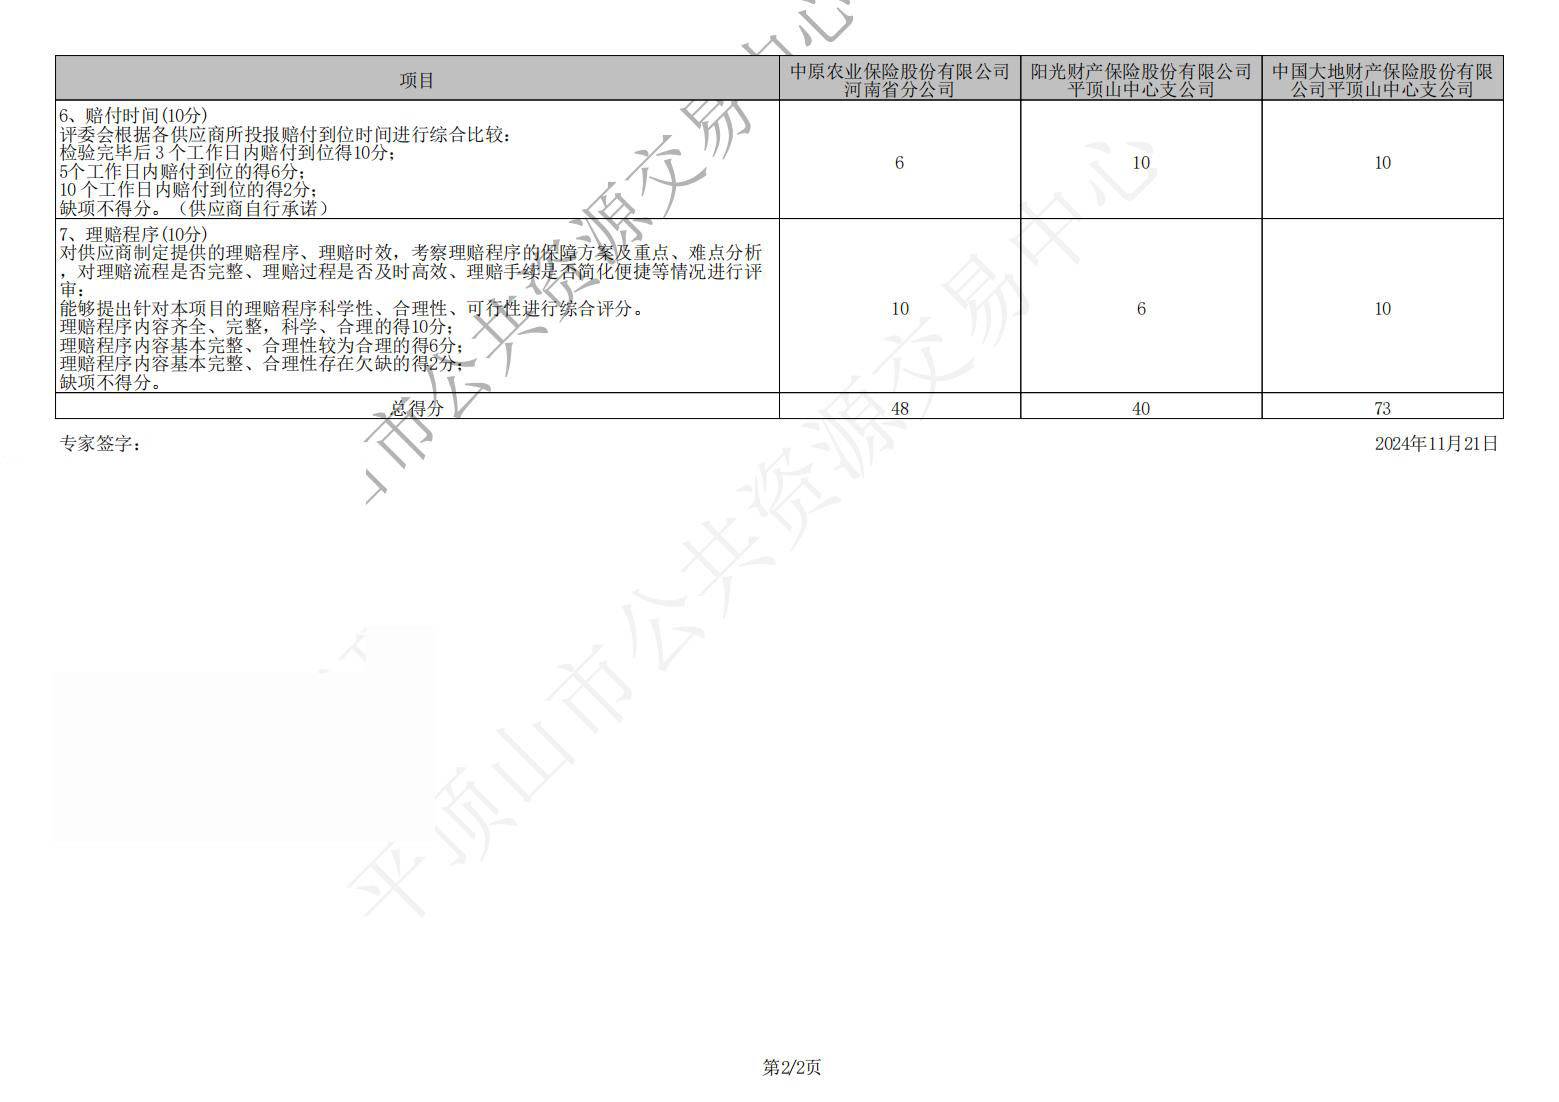 项目
中原农业保险股份有限公司
河南省分公司
阳光财产保险股份有限公司
平顶山中心支公司
中国大地财产保险股份有限
公司平顶山中心支公司
6、赔付时间(10分)
评委会根据各供应商所投报赔付到位时间进行综合比较：
检验完毕后 3 个工作日内赔付到位得10分；
5个工作日内赔付到位的得6分；
10 个工作日内赔付到位的得2分；
缺项不得分。（供应商自行承诺）
6
10
10
7、理赔程序(10分)
对供应商制定提供的理赔程序、理赔时效，考察理赔程序的保障方案及重点、难点分析
，对理赔流程是否完整、理赔过程是否及时高效、理赔手续是否简化便捷等情况进行评
审：
能够提出针对本项目的理赔程序科学性、合理性、可行性进行综合评分。
理赔程序内容齐全、完整，科学、合理的得10分；
理赔程序内容基本完整、合理性较为合理的得6分；
理赔程序内容基本完整、合理性存在欠缺的得2分；
缺项不得分。
10
6
10
总得分
48
40
73
专家签字：
2024年11月21日
市公共资源交易中心
平顶山市公共资源交易中心
第2/2页